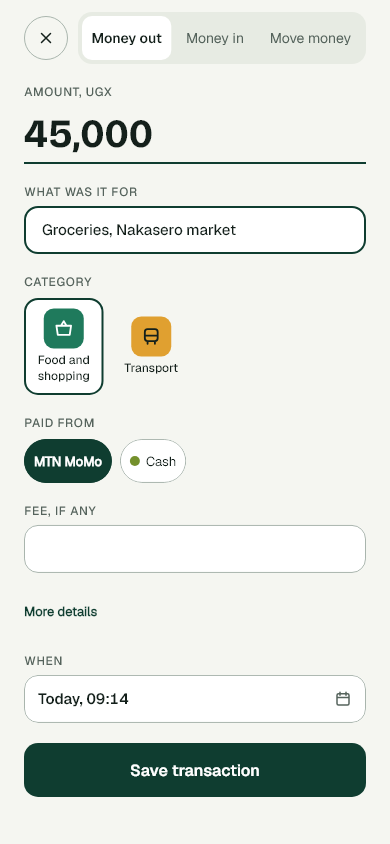 Money out
Money in
Move money
AMOUNT, UGX
45,000
WHAT WAS IT FOR
Groceries, Nakasero market
CATEGORY
Food and
shopping
Transport
PAID FROM
MTN MoMo
Cash
FEE, IF ANY
More details
WHEN
Today, 09:14
Save transaction